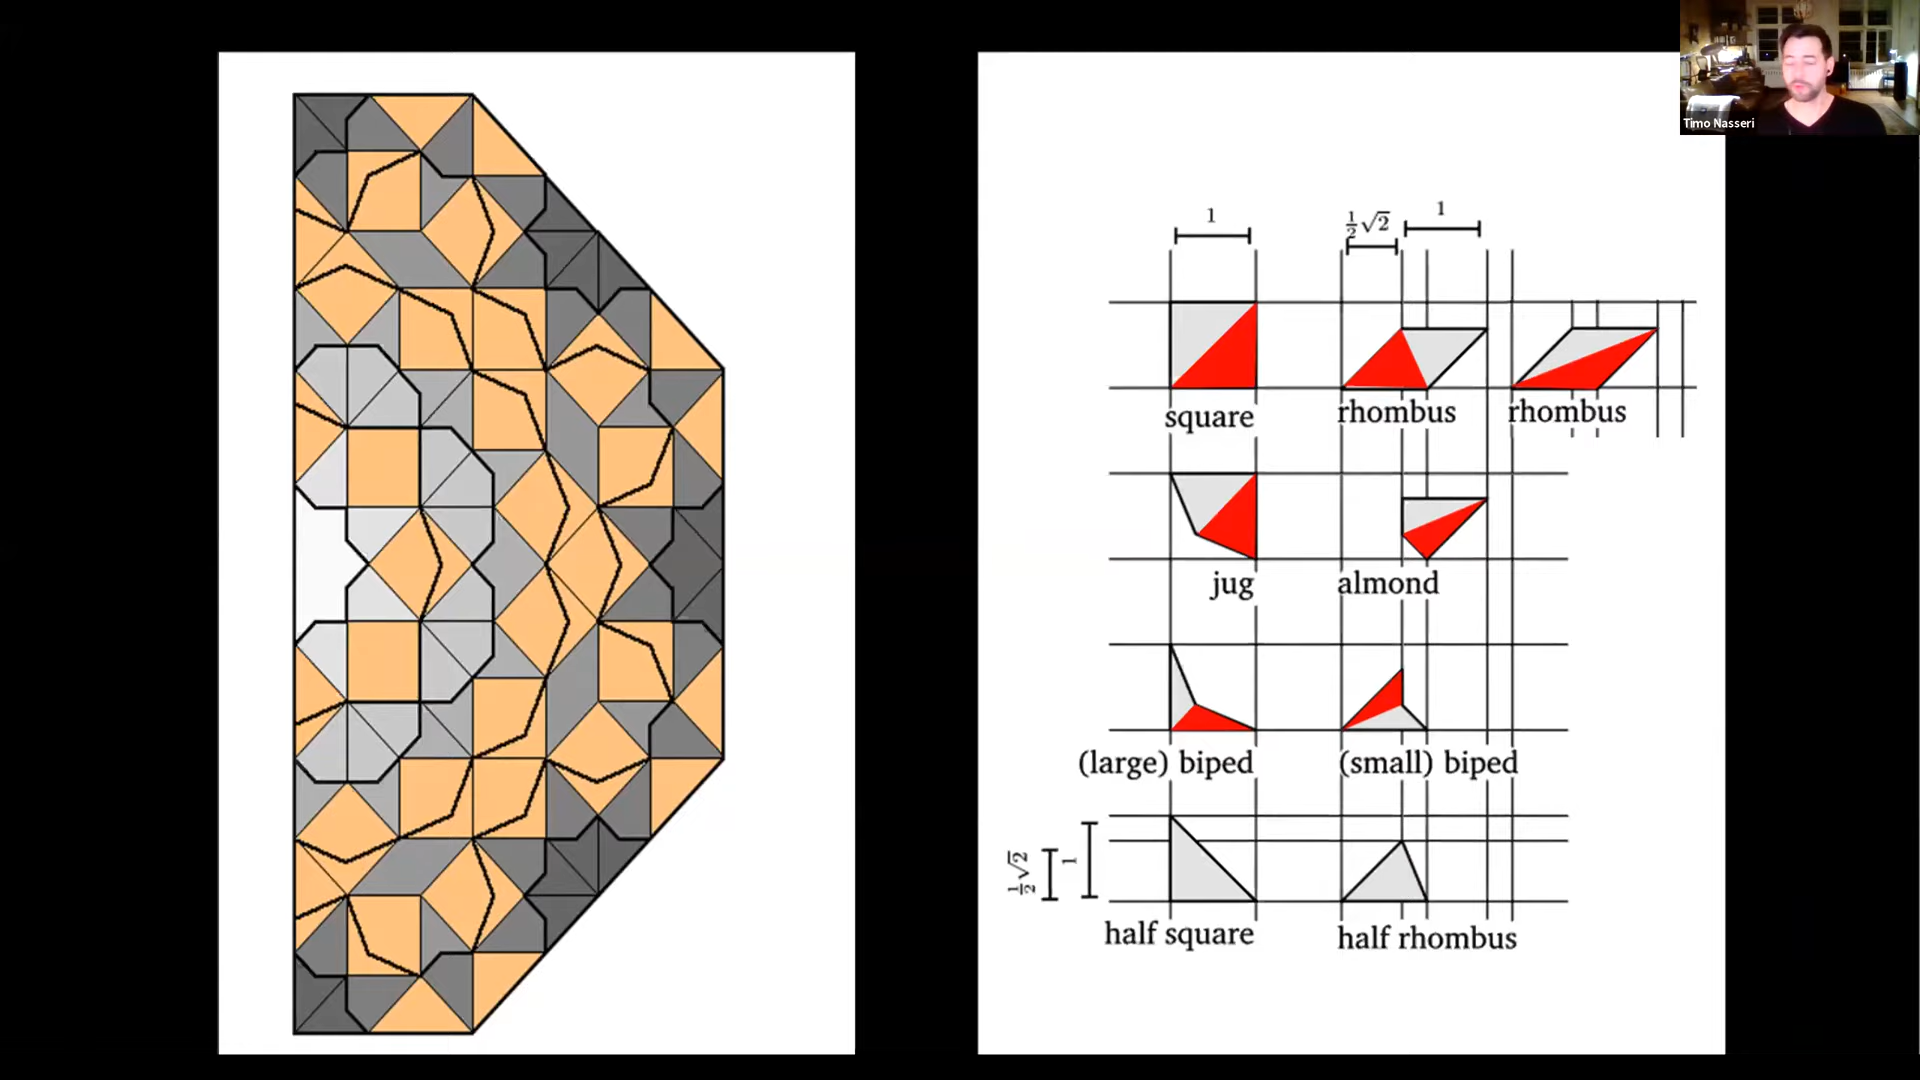 Timo Nasseri
1
½√2
1
square
rhombus
rhombus
jug
almond
(large) biped
(small) biped
½√2
1
half square
half rhombus